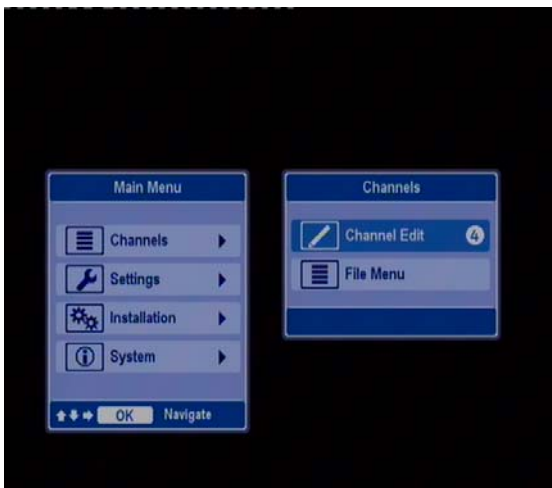 Main Menu
Channels
Settings
Installation
System
OK Navigate
Channels
Channel Edit 4
File Menu